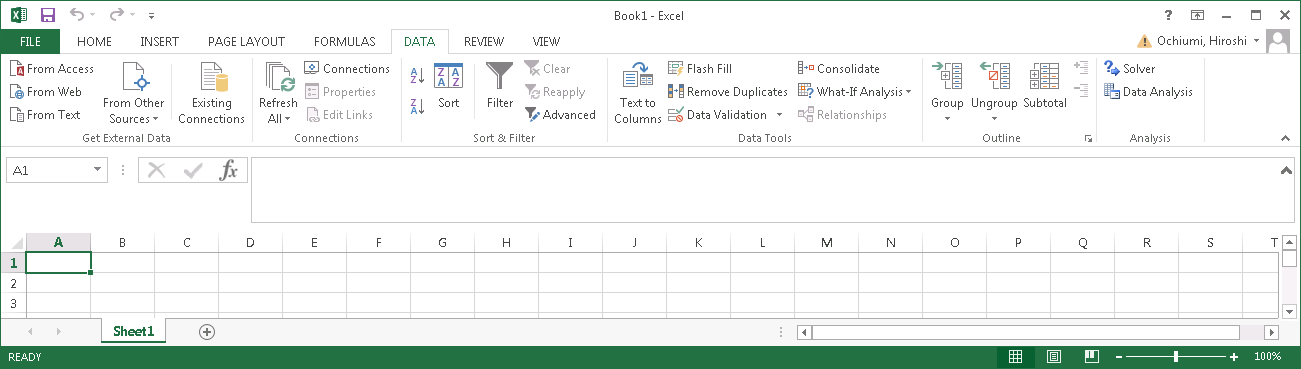 Book1 - Excel
FILE HOME INSERT PAGE LAYOUT FORMULAS DATA REVIEW VIEW Ochiumi, Hiroshi
From Access
From Web
From Text
From Other
Sources
Existing
Connections
Get External Data
Refresh
All
Connections
Properties
Edit Links
Connections
Sort
Filter
Clear
Reapply
Advanced
Sort & Filter
Text to
Columns
Flash Fill
Remove Duplicates
Data Validation
Consolidate
What-If Analysis
Relationships
Data Tools
Group
Ungroup
Subtotal
Outline
Solver
Data Analysis
Analysis
A1 fx
A B C D E F G H I J K L M N O P Q R S T
1
2
3
Sheet1
READY 100%